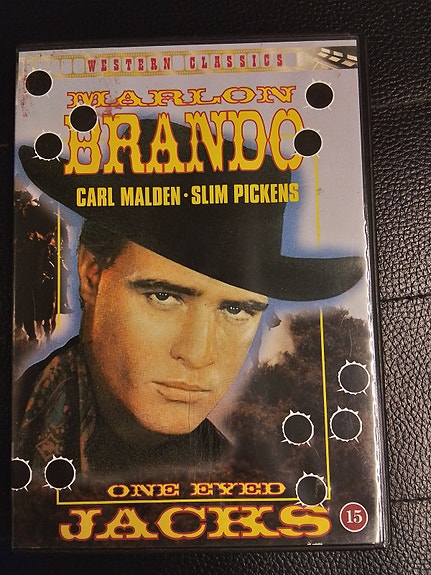 WESTERN CLASSICS
MARLON
BRANDO
CARL MALDEN · SLIM PICKENS
ONE EYED
JACKS
15